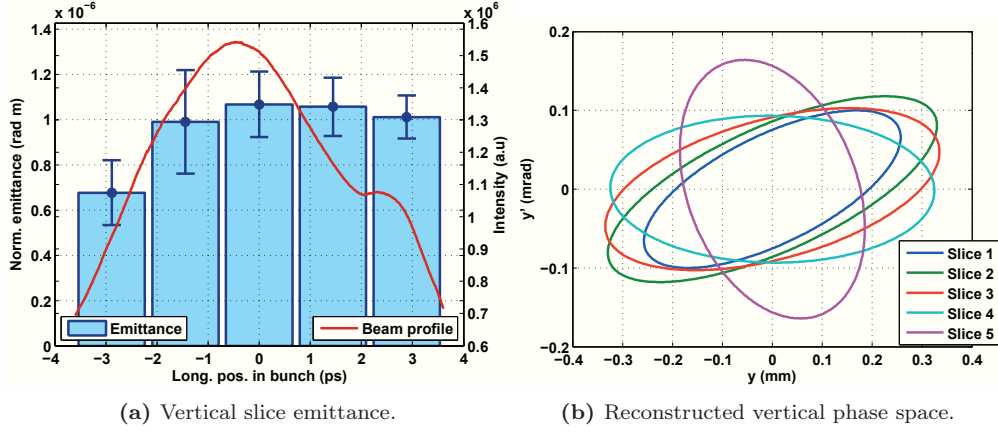 x 10⁻⁶
x 10⁶
1.4
1.2
1
0.8
0.6
0.4
0.2
0
1.6
1.5
1.4
1.3
1.2
1.1
1
0.9
0.8
0.7
0.6
−4 −3 −2 −1 0 1 2 3 4
Norm. emittance (rad m)
Intensity (a.u)
Emittance
Beam profile
Long. pos. in bunch (ps)
(a) Vertical slice emittance.
0.2
0.1
0
−0.1
−0.2
−0.4 −0.3 −0.2 −0.1 0 0.1 0.2 0.3 0.4
y' (mrad)
Slice 1
Slice 2
Slice 3
Slice 4
Slice 5
y (mm)
(b) Reconstructed vertical phase space.